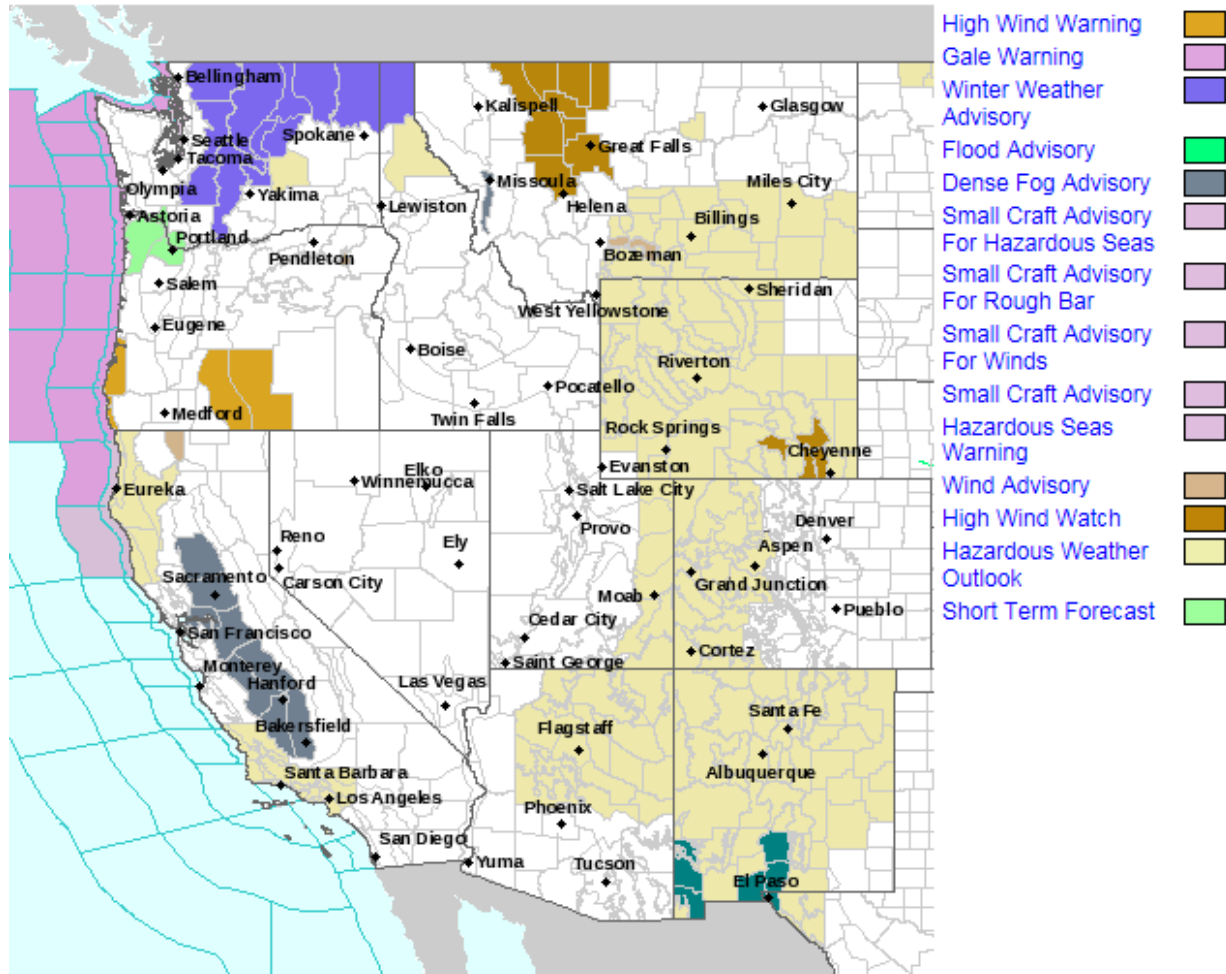 Bellingham
Kalispell
Glasgow
Seattle
Spokane
Great Falls
Tacoma
Missoula
Miles City
Olympia
Yakima
Lewiston
Helena
Billings
Astoria
Portland
Pendleton
Bozeman
Salem
Sheridan
West Yellowstone
Eugene
Boise
Riverton
Pocatello
Medford
Twin Falls
Rock Springs
Cheyenne
Elko
Evanston
Winnemucca
Eureka
Salt Lake City
Provo
Denver
Reno
Ely
Aspen
Sacramento
Carson City
Grand Junction
Moab
Pueblo
Cedar City
San Francisco
Cortez
Saint George
Monterey
Hanford
Las Vegas
Santa Fe
Bakersfield
Flagstaff
Albuquerque
Santa Barbara
Los Angeles
Phoenix
San Diego
Yuma
Tucson
El Paso
High Wind Warning
Gale Warning
Winter Weather
Advisory
Flood Advisory
Dense Fog Advisory
Small Craft Advisory
For Hazardous Seas
Small Craft Advisory
For Rough Bar
Small Craft Advisory
For Winds
Small Craft Advisory
Hazardous Seas
Warning
Wind Advisory
High Wind Watch
Hazardous Weather
Outlook
Short Term Forecast